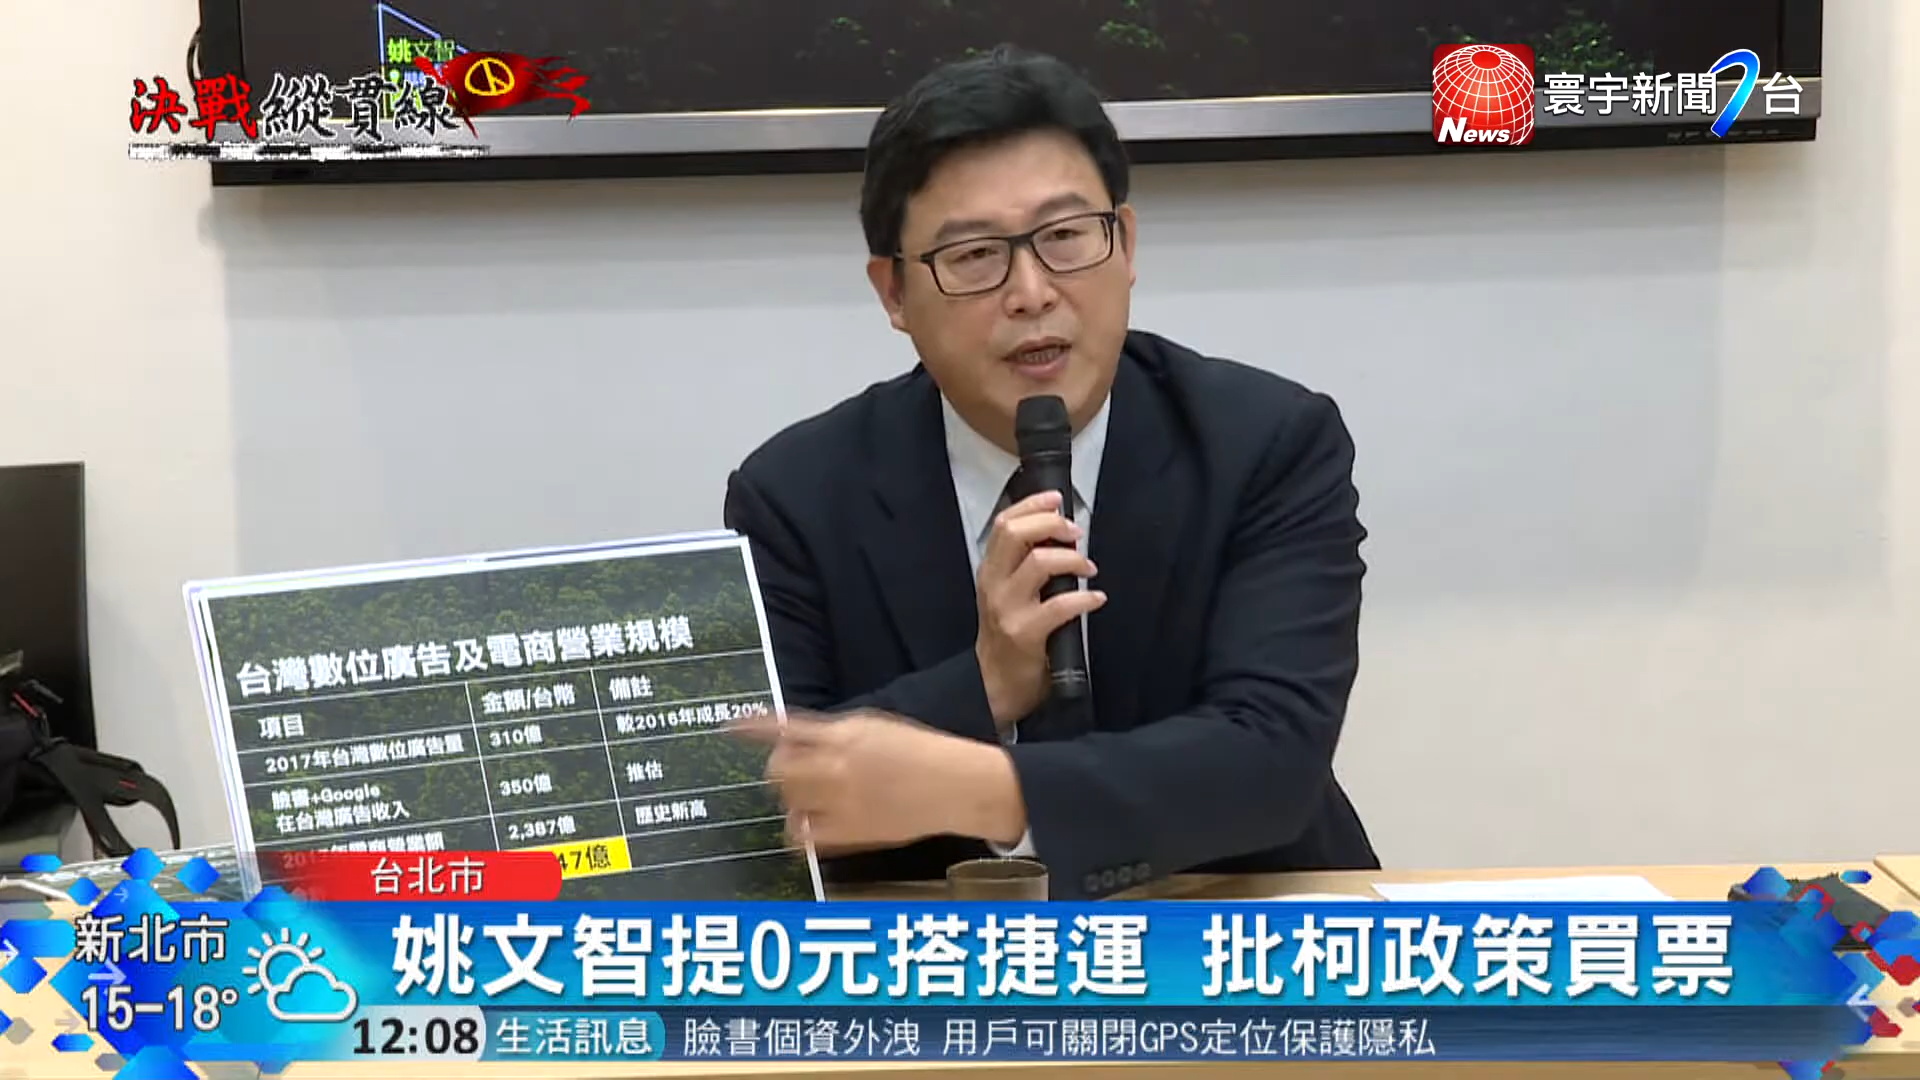 姚文智
決戰縱貫線
News
寰宇新聞台
台灣數位廣告及電商營業規模
項目 金額/台幣 備註
2017年台灣數位廣告量 310億 較2016年成長20%
臉書+Google
在台灣廣告收入 350億 推估
2,387億 歷史新高
47億
台北市
姚文智提0元搭捷運 批柯政策買票
新北市
15-18°
12:08 生活訊息 臉書個資外洩 用戶可關閉GPS定位保護隱私